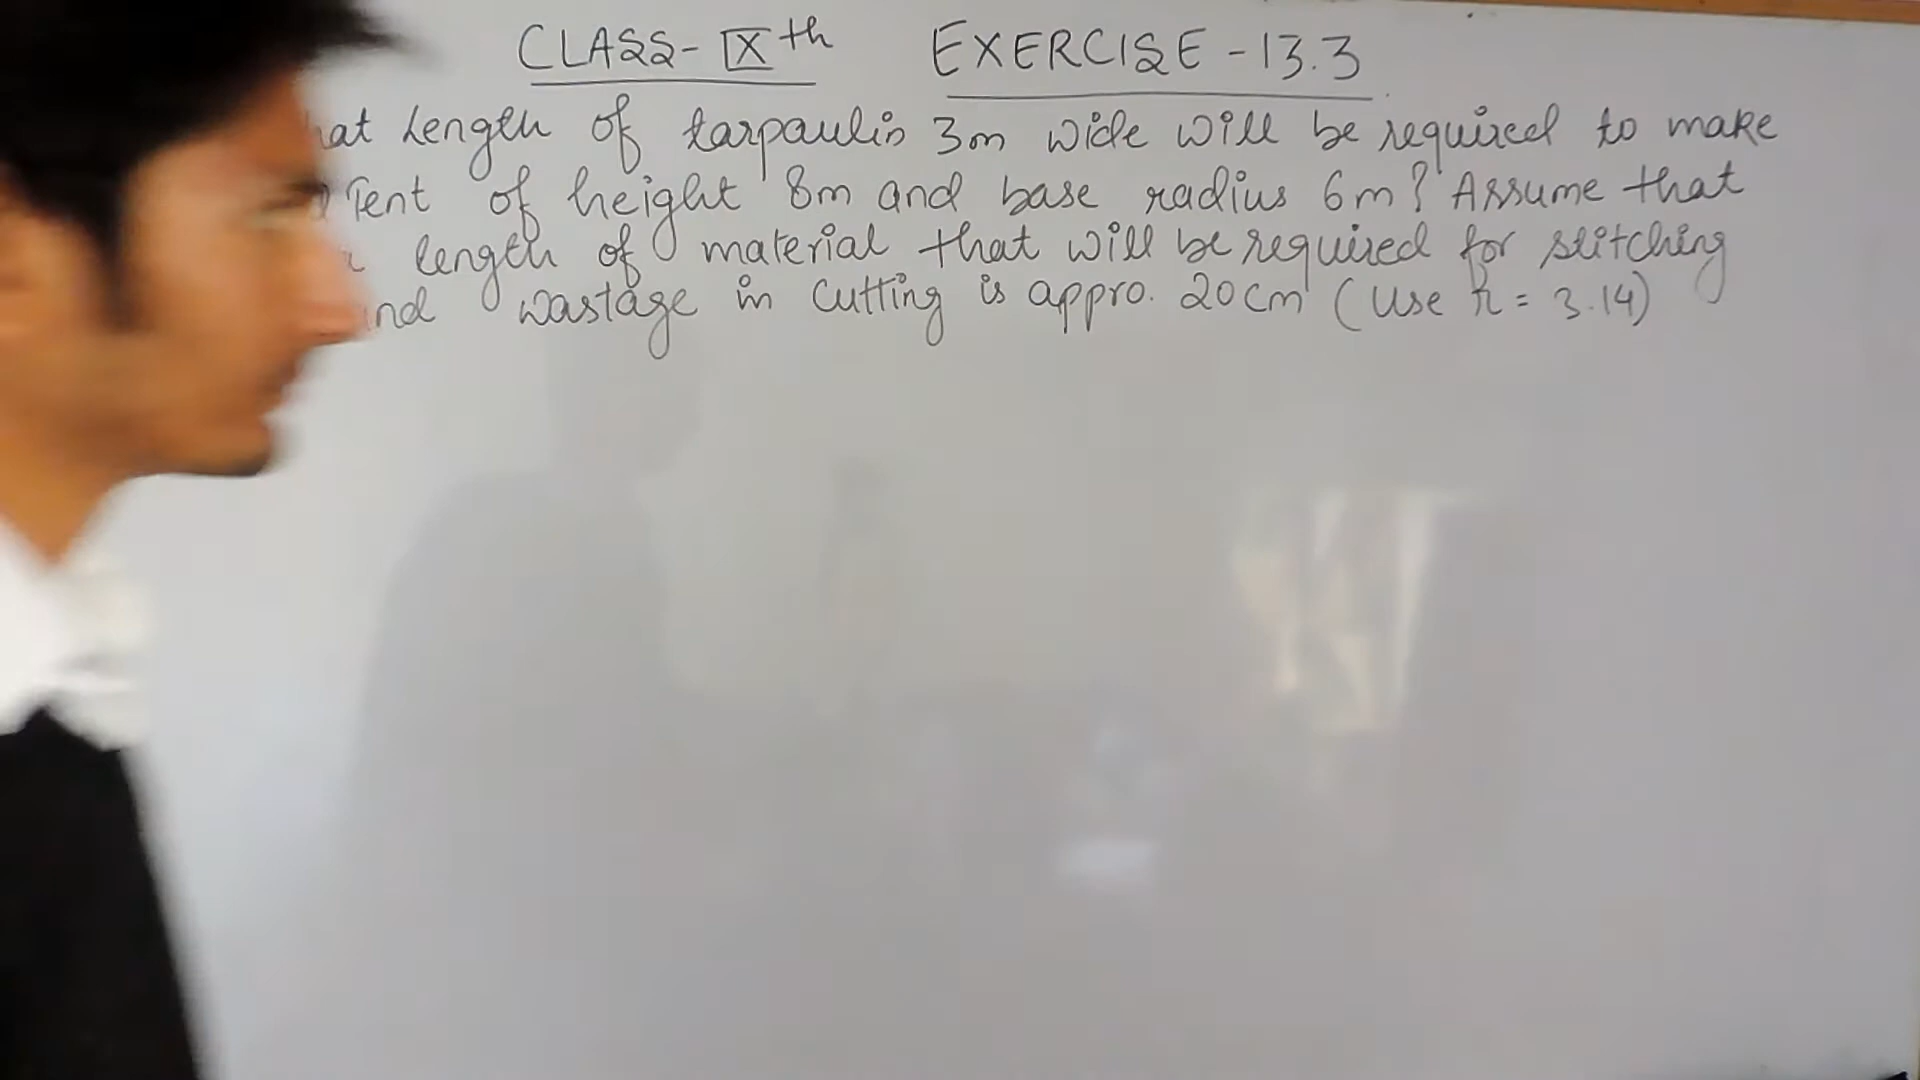 CLASS-IXth EXERCISE-13.3
at Length of tarpaulin 3m wide will be required to make
Tent of height 8m and base radius 6m? Assume that
length of material that will be required for stitching
nd wastage in cutting is appro. 20cm (Use π = 3.14)